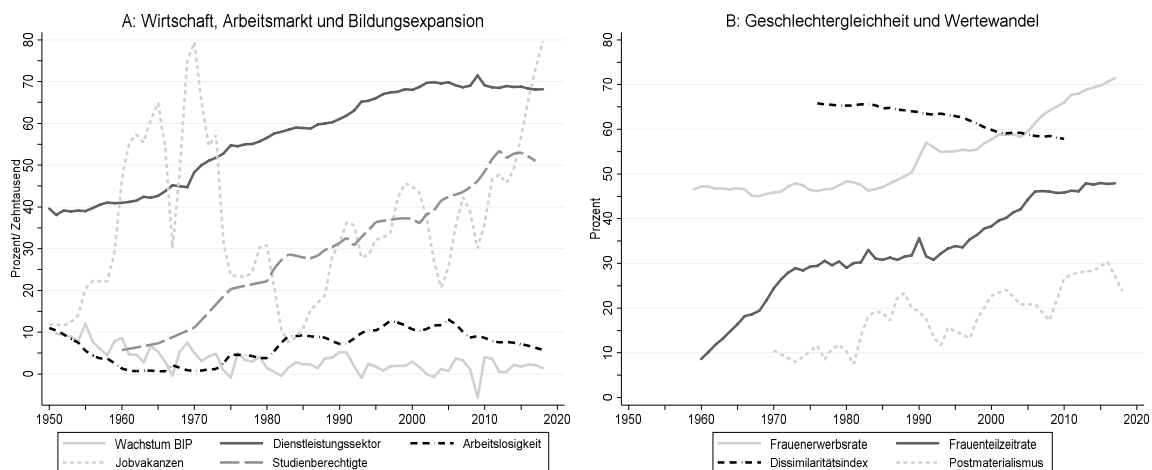 A: Wirtschaft, Arbeitsmarkt und Bildungsexpansion
Prozent/ Zehntausend
80
70
60
50
40
30
20
10
0
1950 1960 1970 1980 1990 2000 2010 2020
Wachstum BIP Dienstleistungssektor Arbeitslosigkeit
Jobvakanzen Studienberechtigte
B: Geschlechtergleichheit und Wertewandel
Prozent
80
70
60
50
40
30
20
10
0
1950 1960 1970 1980 1990 2000 2010 2020
Frauenerwerbsrate Frauenteilzeitrate
Dissimilaritätsindex Postmaterialismus